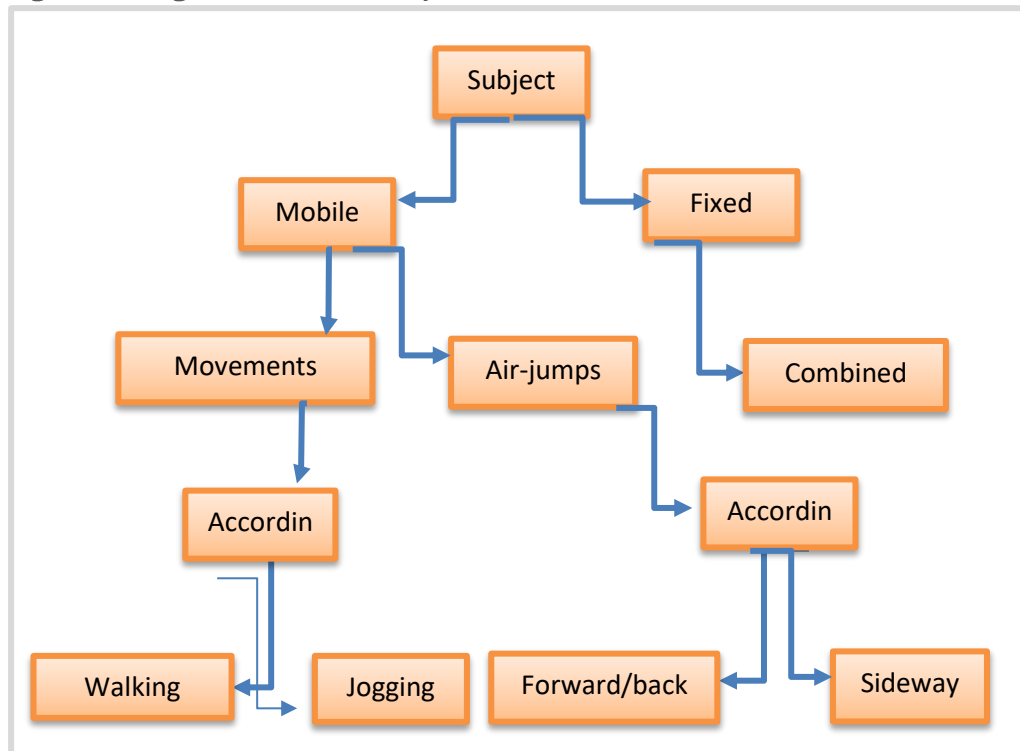 Subject
Mobile
Fixed
Movements
Air-jumps
Combined
Accordin
Accordin
Walking
Jogging
Forward/back
Sideway